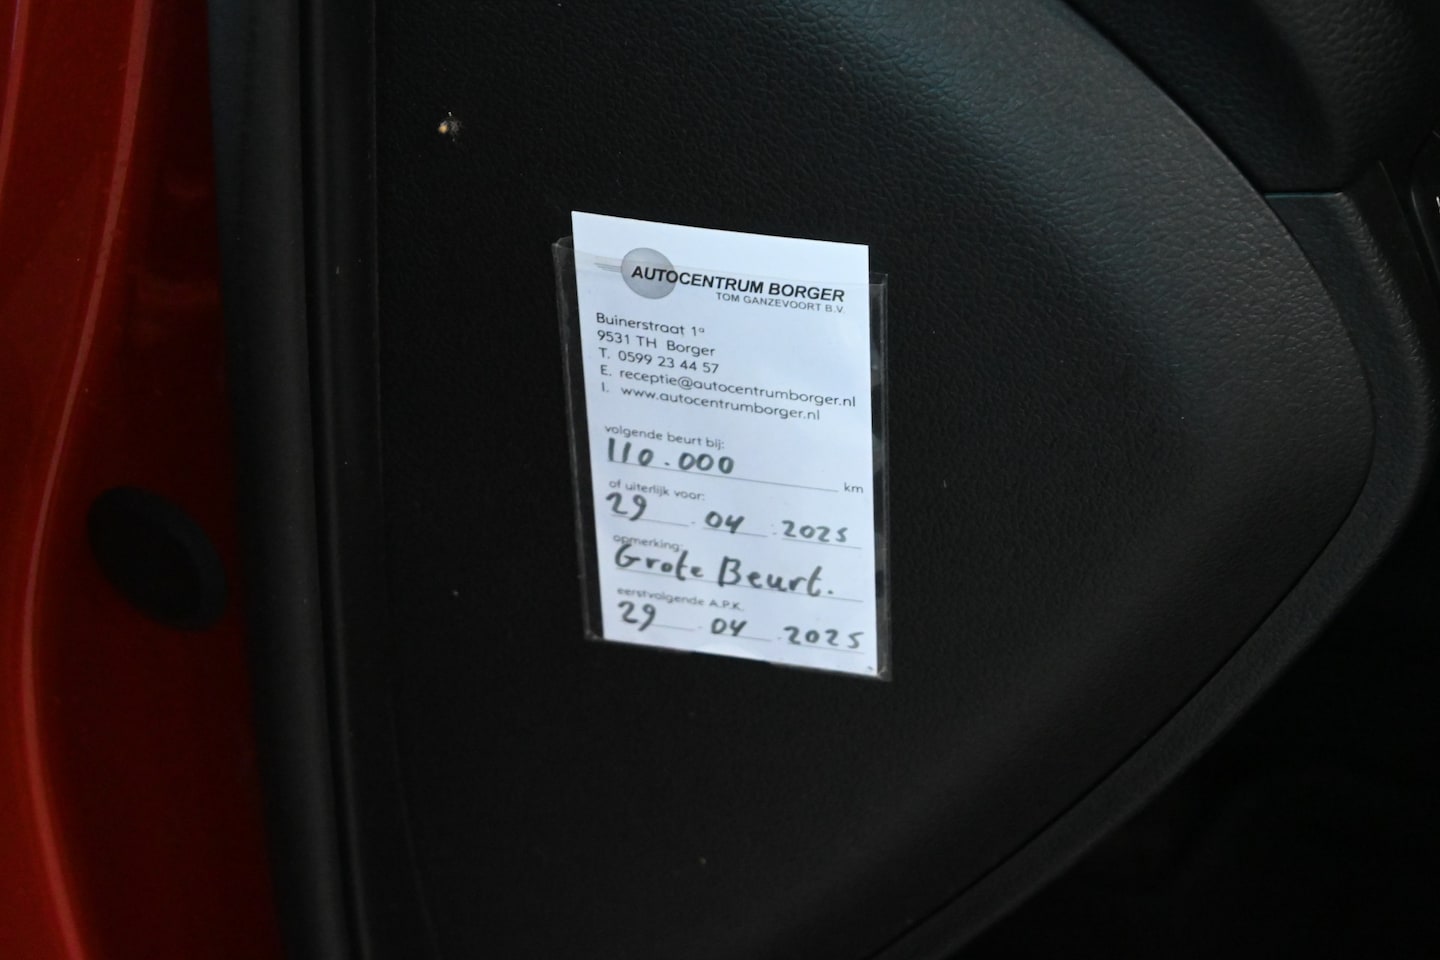 AUTOCENTRUM BORGER
TOM GANZEVOORT B.V.
Buinerstraat 1ª
9531 TH Borger
T. 0599 23 44 57
E. receptie@autocentrumborger.nl
I. www.autocentrumborger.nl
volgende beurt bij:
110.000 km
of uiterlijk voor:
29 . 04 . 2025
opmerking:
Grote Beurt.
eerstvolgende A.P.K.
29 . 04 . 2025